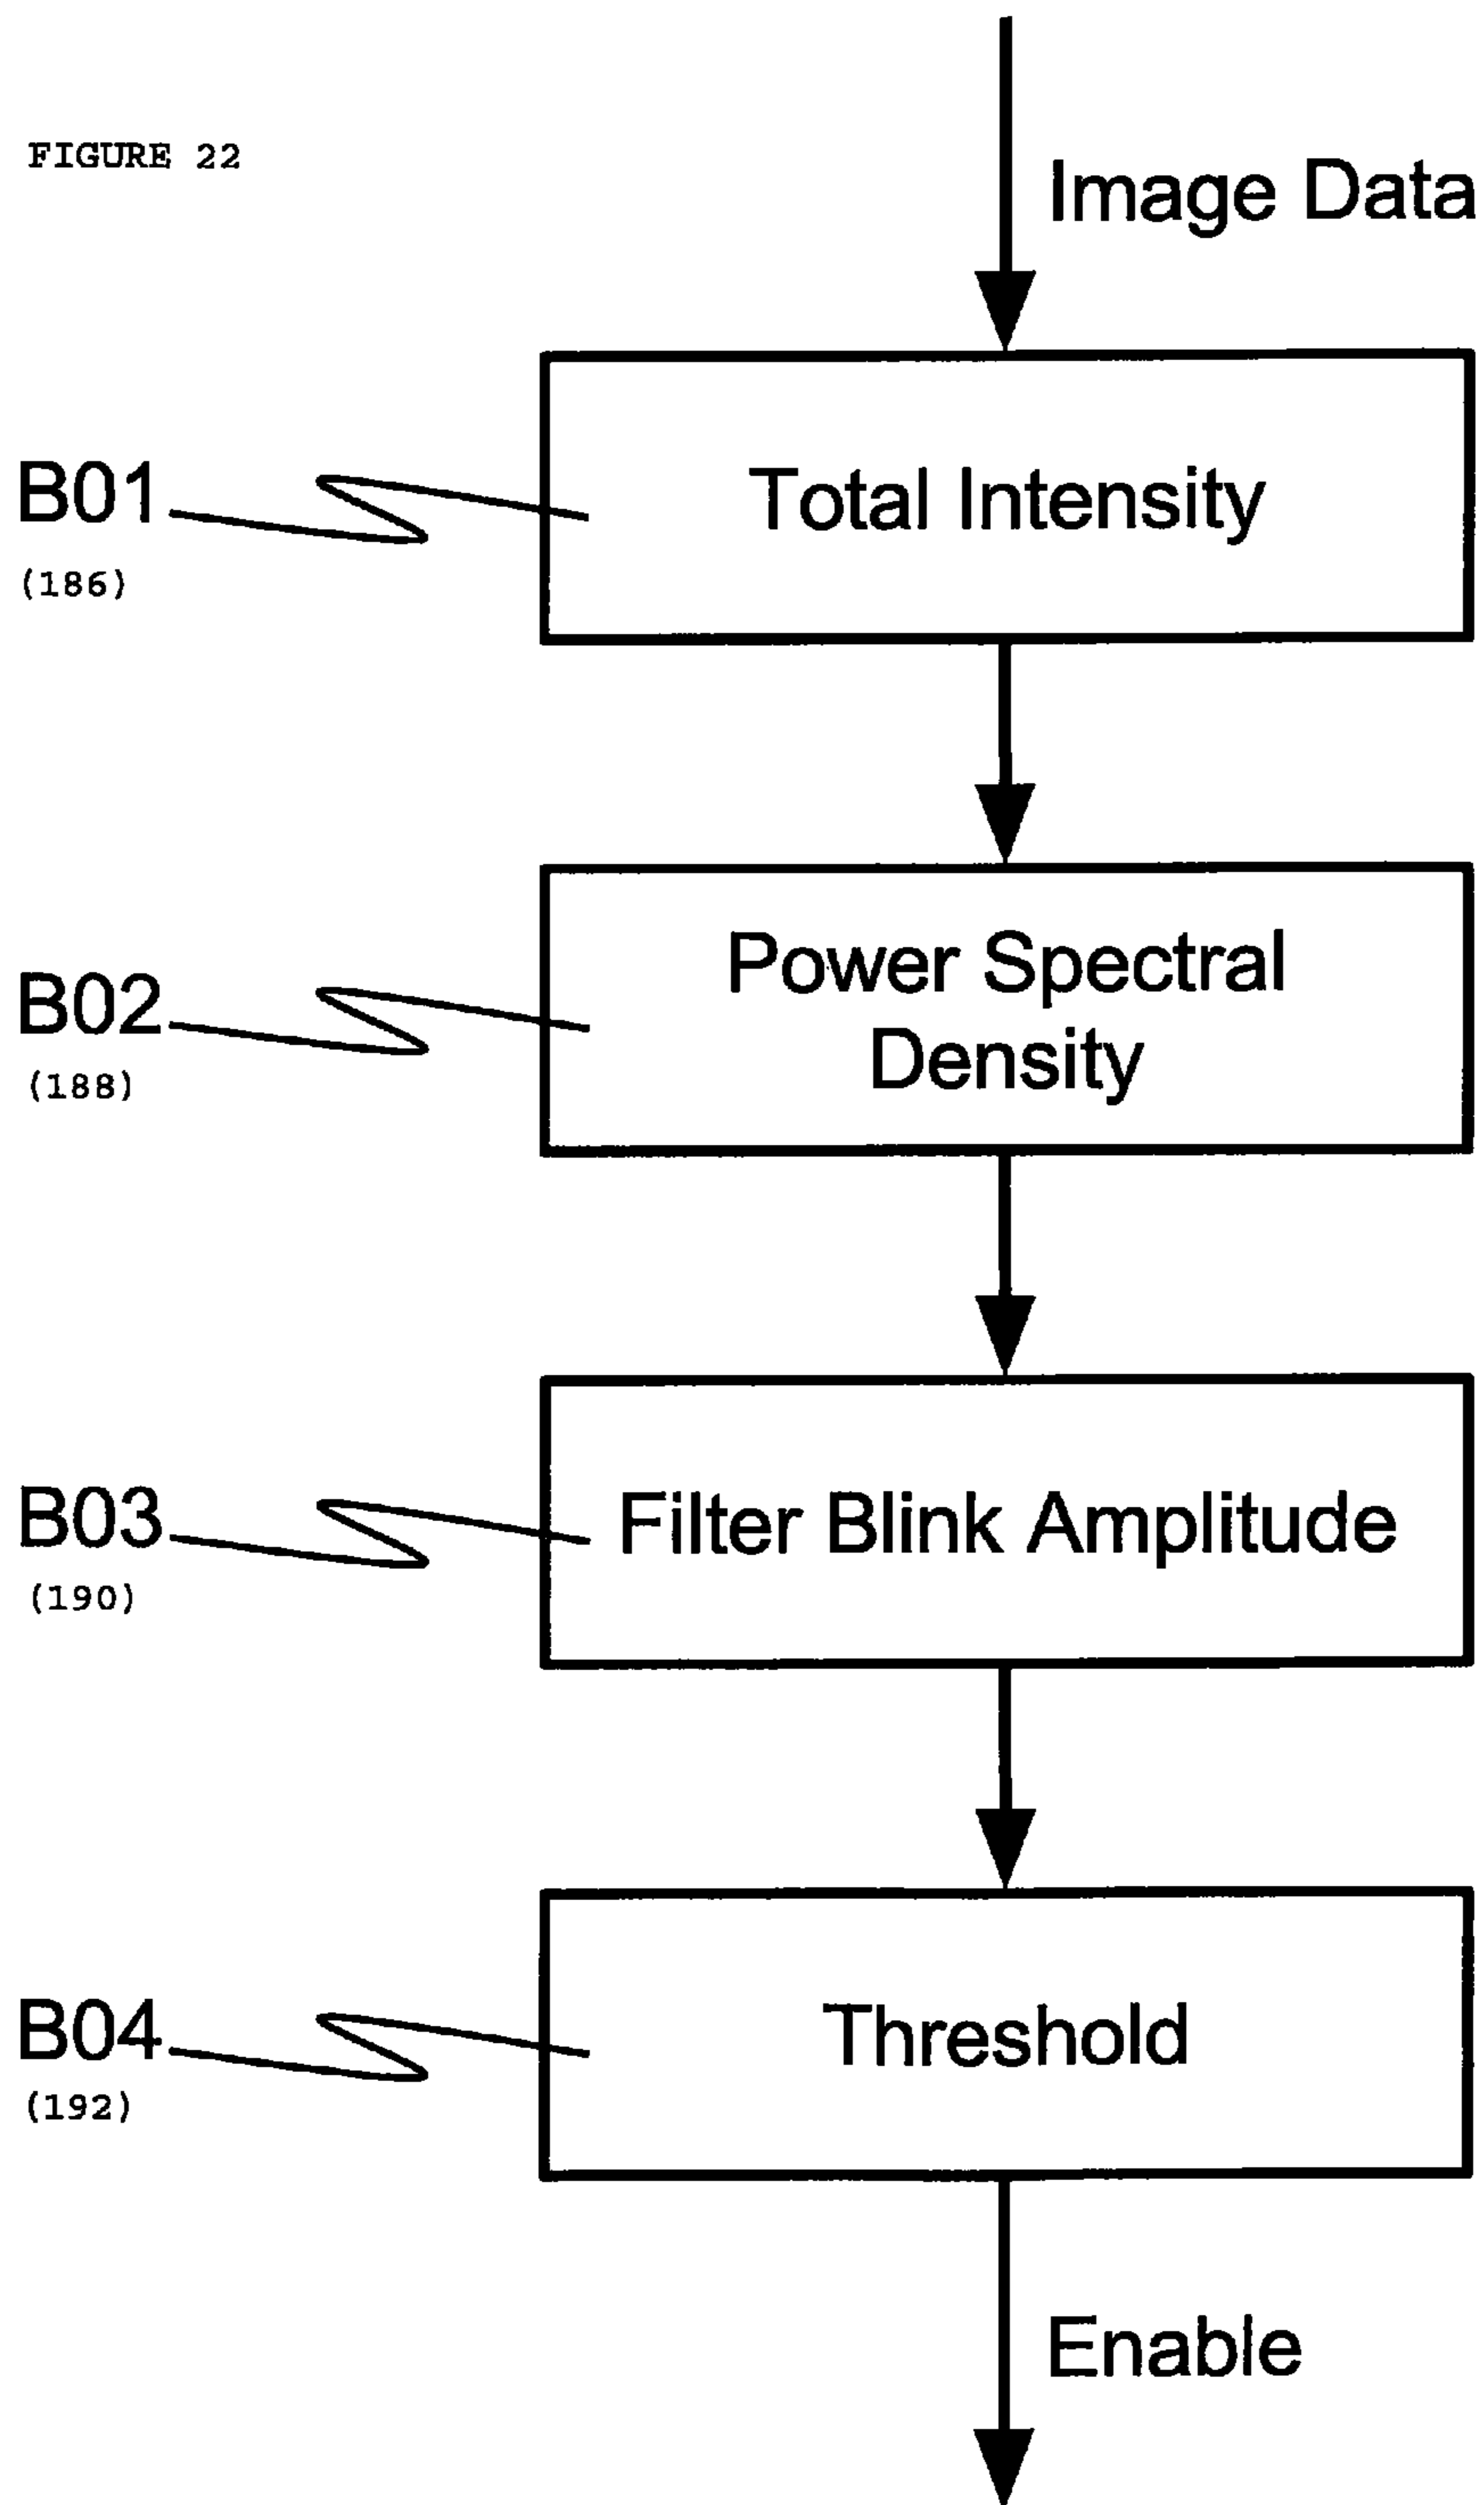 FIGURE 22
Image Data
B01
(186)
Total Intensity
B02
(188)
Power Spectral
Density
B03
(190)
Filter Blink Amplitude
B04
(192)
Threshold
Enable